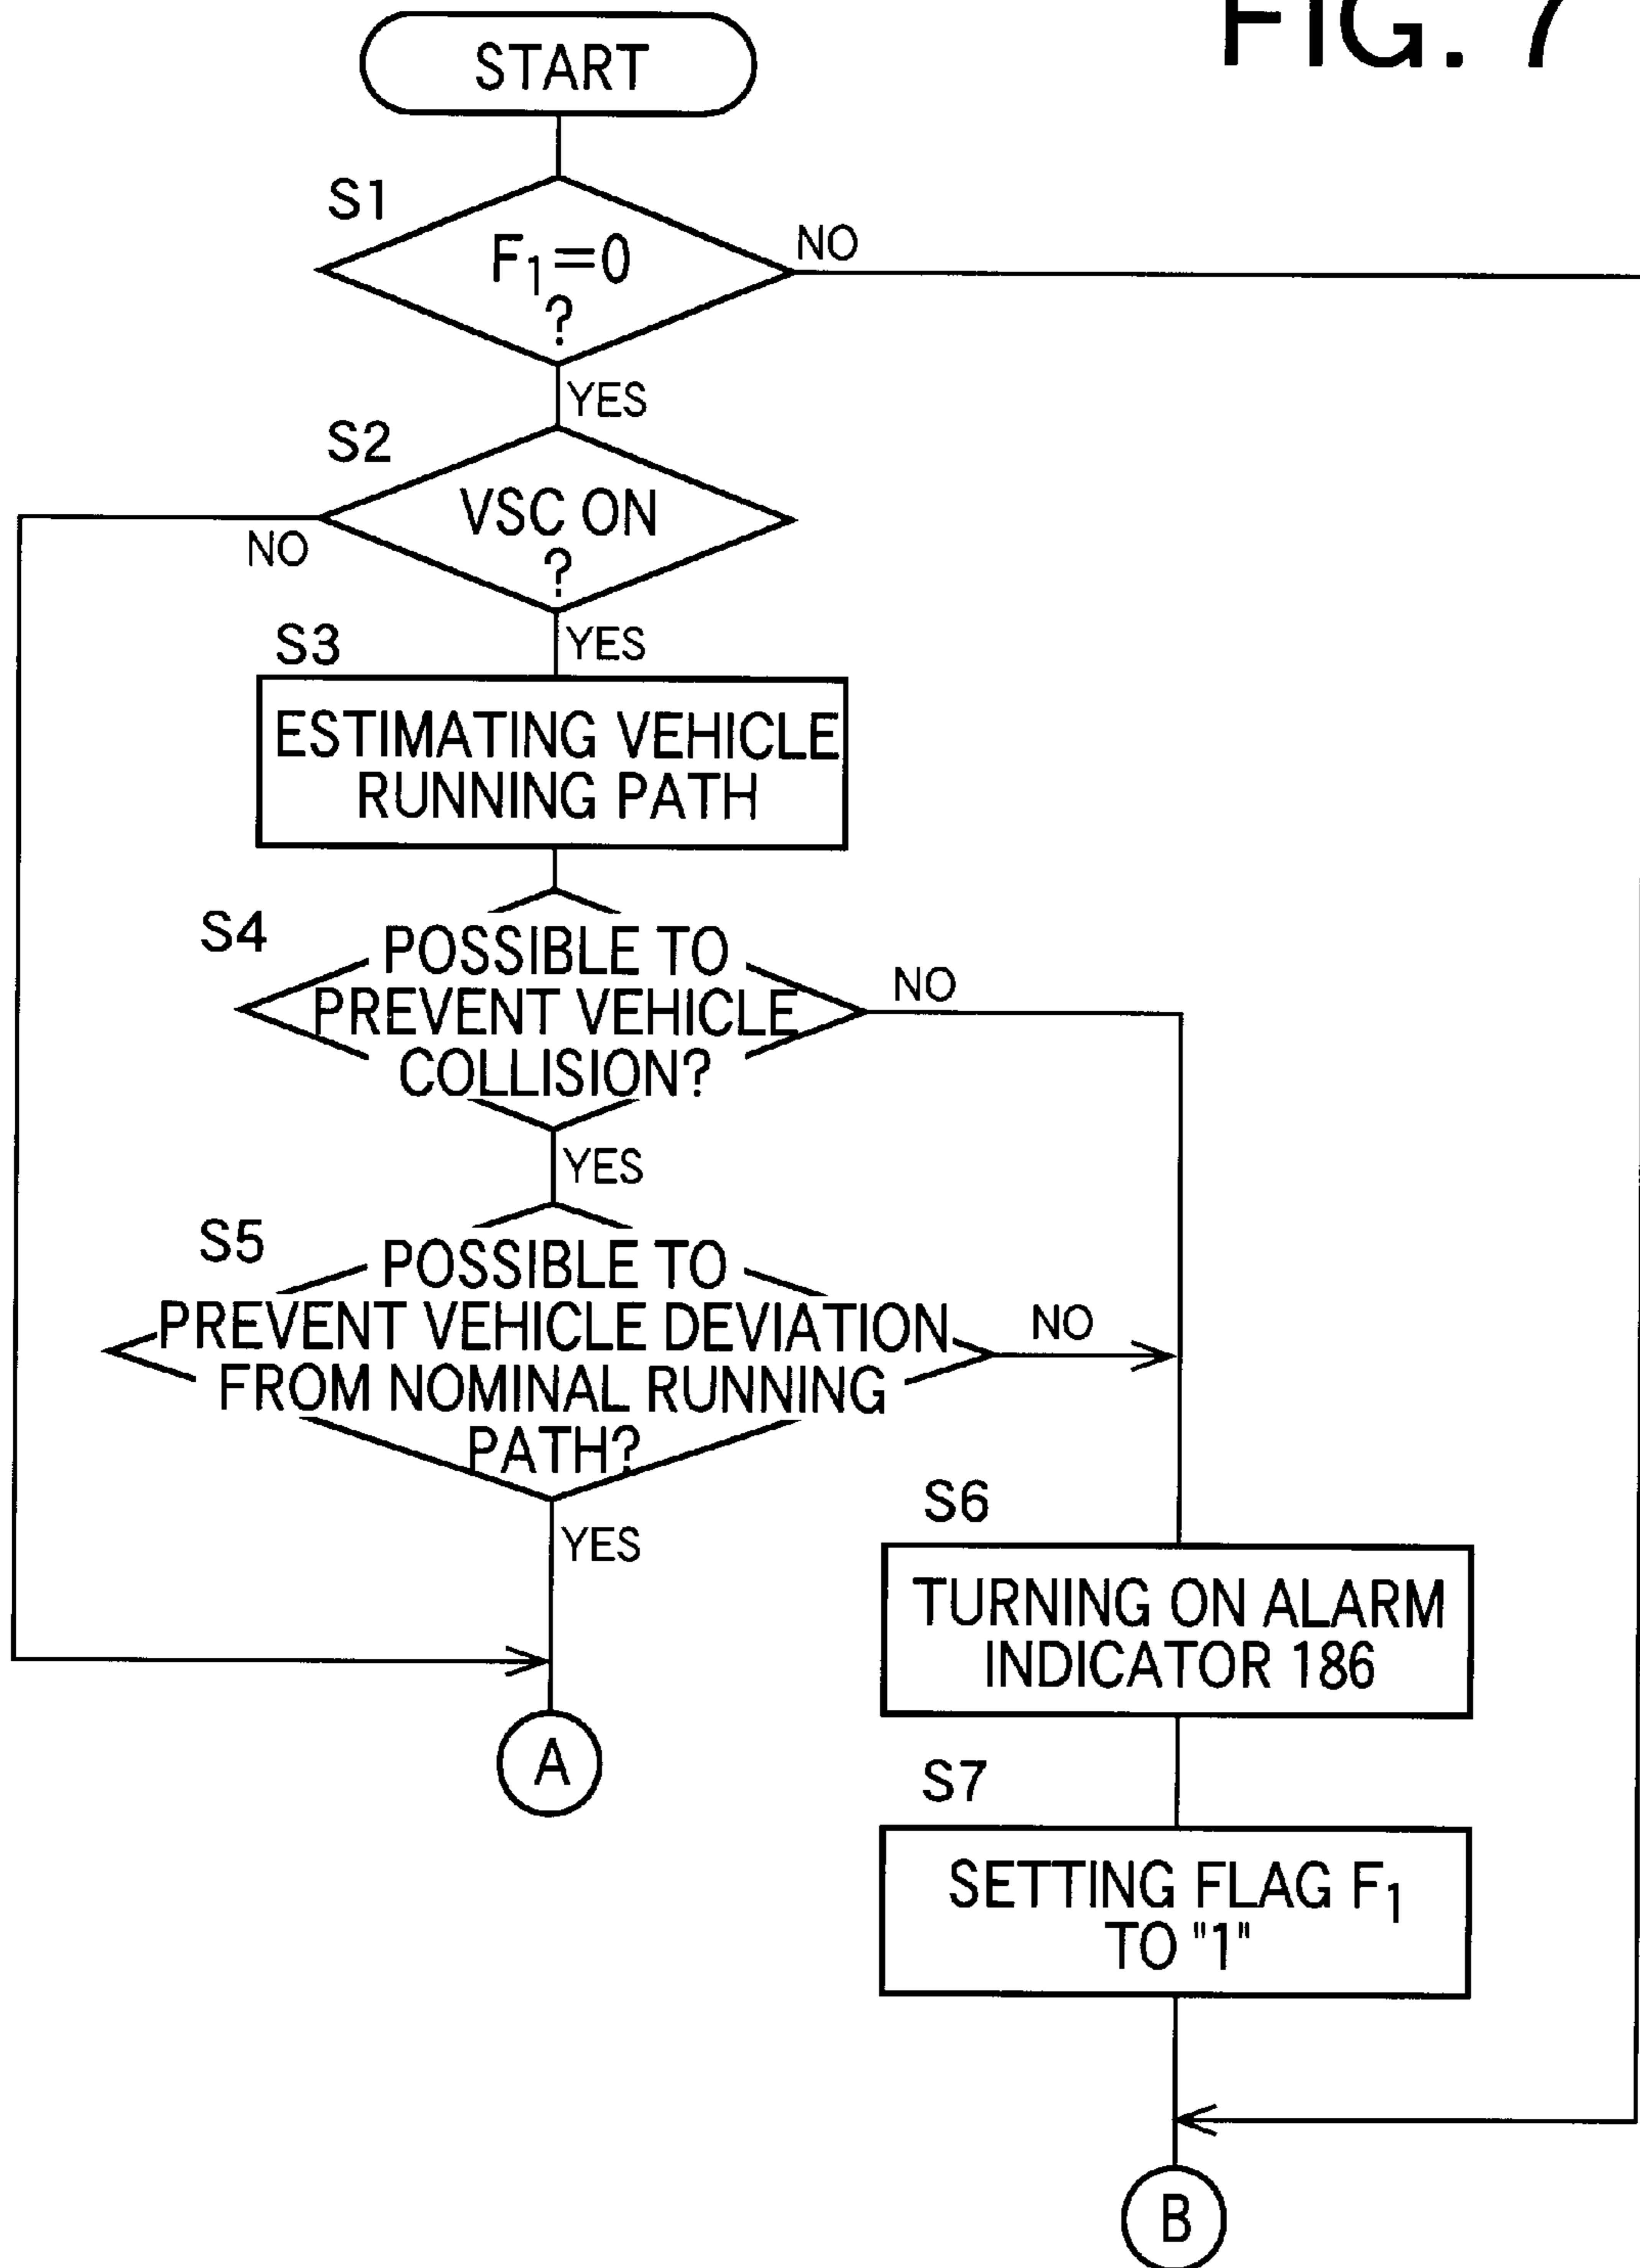 FIG. 7
START
S1
F₁=0
?
NO
YES
S2
VSC ON
?
NO
YES
S3
ESTIMATING VEHICLE
RUNNING PATH
S4
POSSIBLE TO
PREVENT VEHICLE
COLLISION?
NO
YES
S5
POSSIBLE TO
PREVENT VEHICLE DEVIATION
FROM NOMINAL RUNNING
PATH?
NO
YES
S6
TURNING ON ALARM
INDICATOR 186
A
S7
SETTING FLAG F₁
TO "1"
B